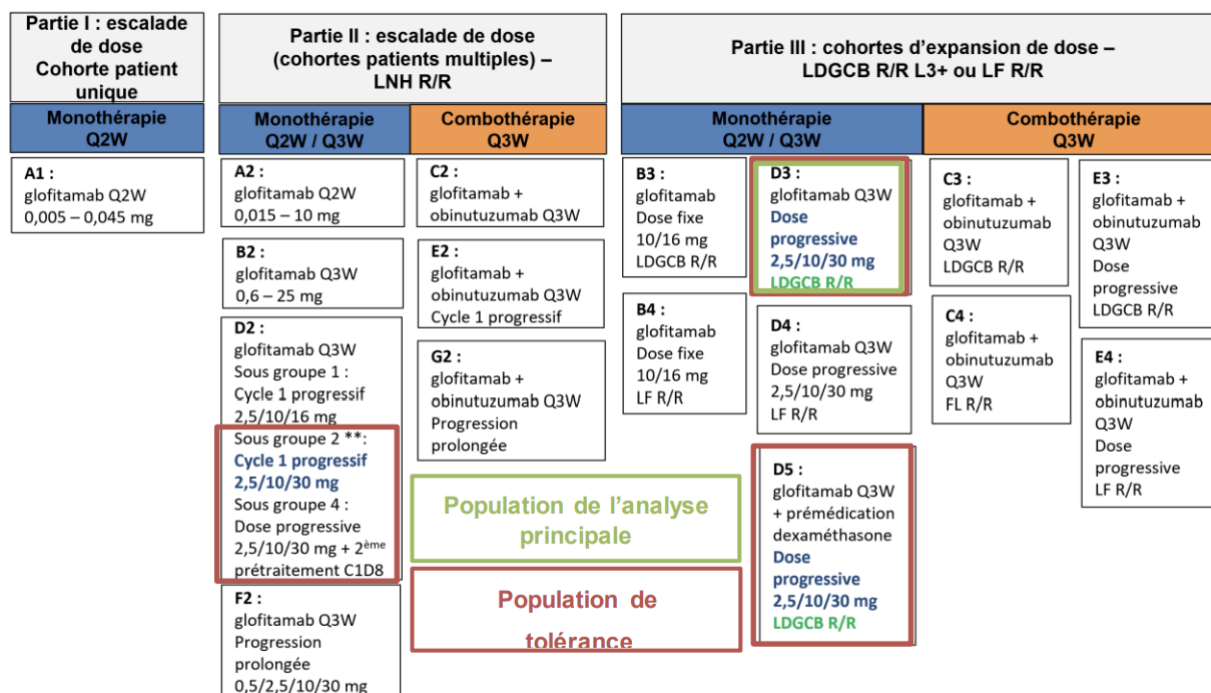 Partie I : escalade
de dose
Cohorte patient
unique
Monothérapie
Q2W
A1 :
glofitamab Q2W
0,005 – 0,045 mg
Partie II : escalade de dose
(cohortes patients multiples) –
LNH R/R
Monothérapie
Q2W / Q3W
A2 :
glofitamab Q2W
0,015 – 10 mg
B2 :
glofitamab Q3W
0,6 – 25 mg
D2 :
glofitamab Q3W
Sous groupe 1 :
Cycle 1 progressif
2,5/10/16 mg
Sous groupe 2 **:
Cycle 1 progressif
2,5/10/30 mg
Sous groupe 4 :
Dose progressive
2,5/10/30 mg + 2ème
prétraitement C1D8
F2 :
glofitamab Q3W
Progression
prolongée
0,5/2,5/10/30 mg
Combothérapie
Q3W
C2 :
glofitamab +
obinutuzumab Q3W
E2 :
glofitamab +
obinutuzumab Q3W
Cycle 1 progressif
G2 :
glofitamab +
obinutuzumab Q3W
Progression
prolongée
Population de l'analyse
principale
Population de
tolérance
Partie III : cohortes d'expansion de dose –
LDGCB R/R L3+ ou LF R/R
Monothérapie
Q2W / Q3W
B3 :
glofitamab
Dose fixe
10/16 mg
LDGCB R/R
B4 :
glofitamab
Dose fixe
10/16 mg
LF R/R
D3 :
glofitamab Q3W
Dose
progressive
2,5/10/30 mg
LDGCB R/R
D4 :
glofitamab Q3W
Dose progressive
2,5/10/30 mg
LF R/R
D5 :
glofitamab Q3W
+ prémédication
dexaméthasone
Dose
progressive
2,5/10/30 mg
LDGCB R/R
Combothérapie
Q3W
C3 :
glofitamab +
obinutuzumab
Q3W
LDGCB R/R
C4 :
glofitamab +
obinutuzumab
Q3W
FL R/R
E3 :
glofitamab +
obinutuzumab
Q3W
Dose
progressive
LDGCB R/R
E4 :
glofitamab +
obinutuzumab
Q3W
Dose
progressive
LF R/R